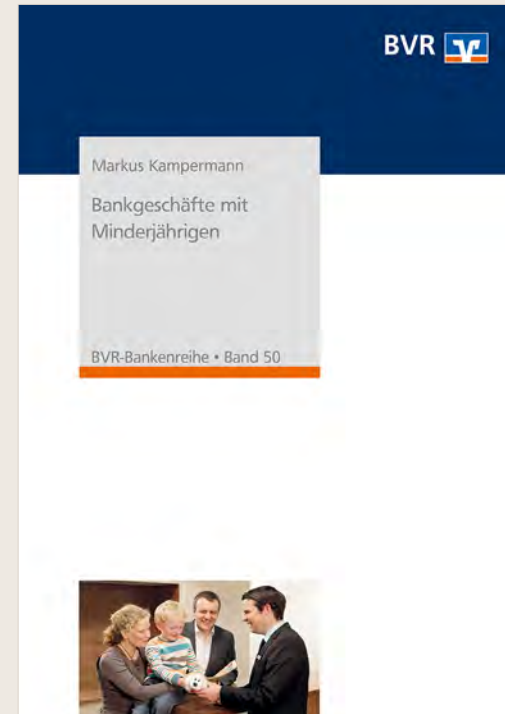 BVR
Markus Kampermann
Bankgeschäfte mit
Minderjährigen
BVR-Bankenreihe • Band 50